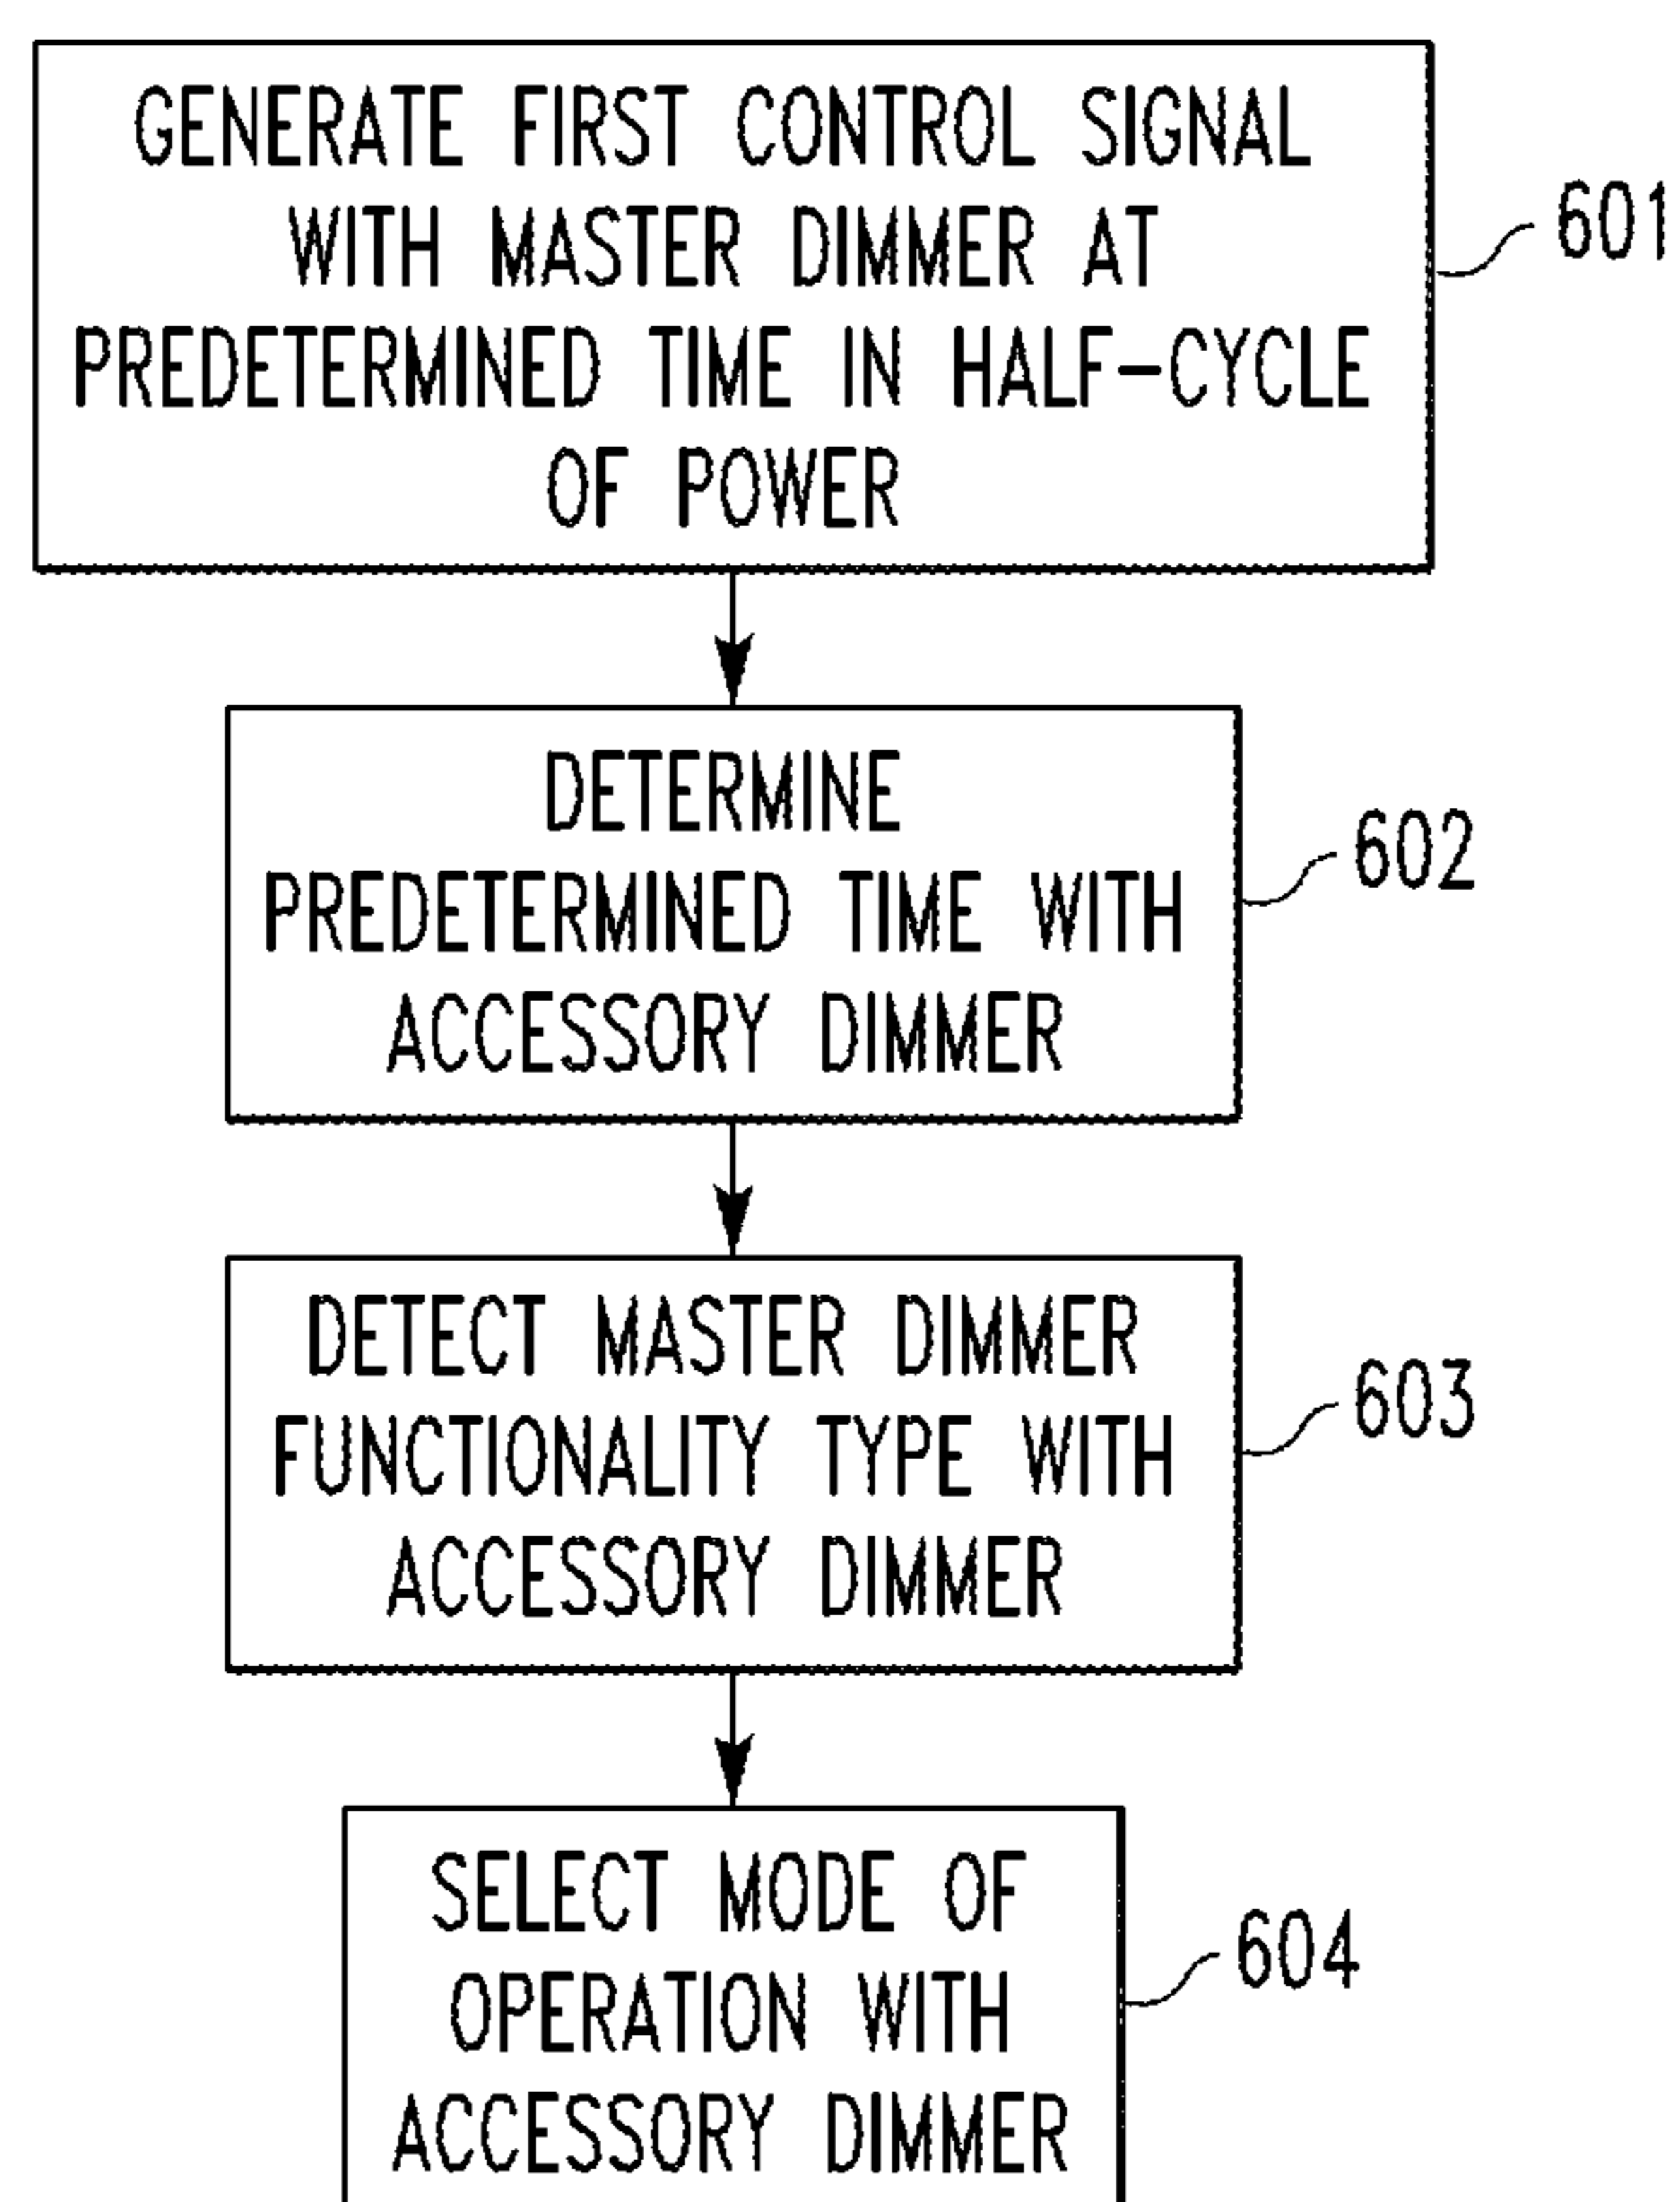 GENERATE FIRST CONTROL SIGNAL
WITH MASTER DIMMER AT
PREDETERMINED TIME IN HALF-CYCLE
OF POWER
601
DETERMINE
PREDETERMINED TIME WITH
ACCESSORY DIMMER
602
DETECT MASTER DIMMER
FUNCTIONALITY TYPE WITH
ACCESSORY DIMMER
603
SELECT MODE OF
OPERATION WITH
ACCESSORY DIMMER
604